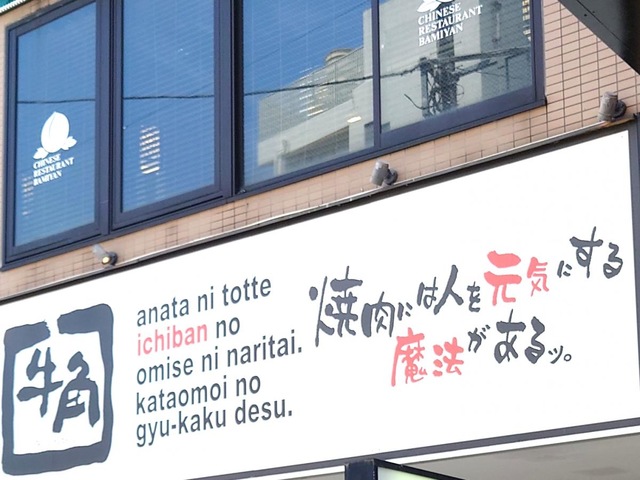 CHINESE
RESTAURANT
BAMIYAN
CHINESE
RESTAURANT
BAMIYAN
牛角
anata ni totte
ichiban no
omise ni naritai.
kataomoi no
gyu-kaku desu.
焼肉には人を元気にする
魔法があるッ。